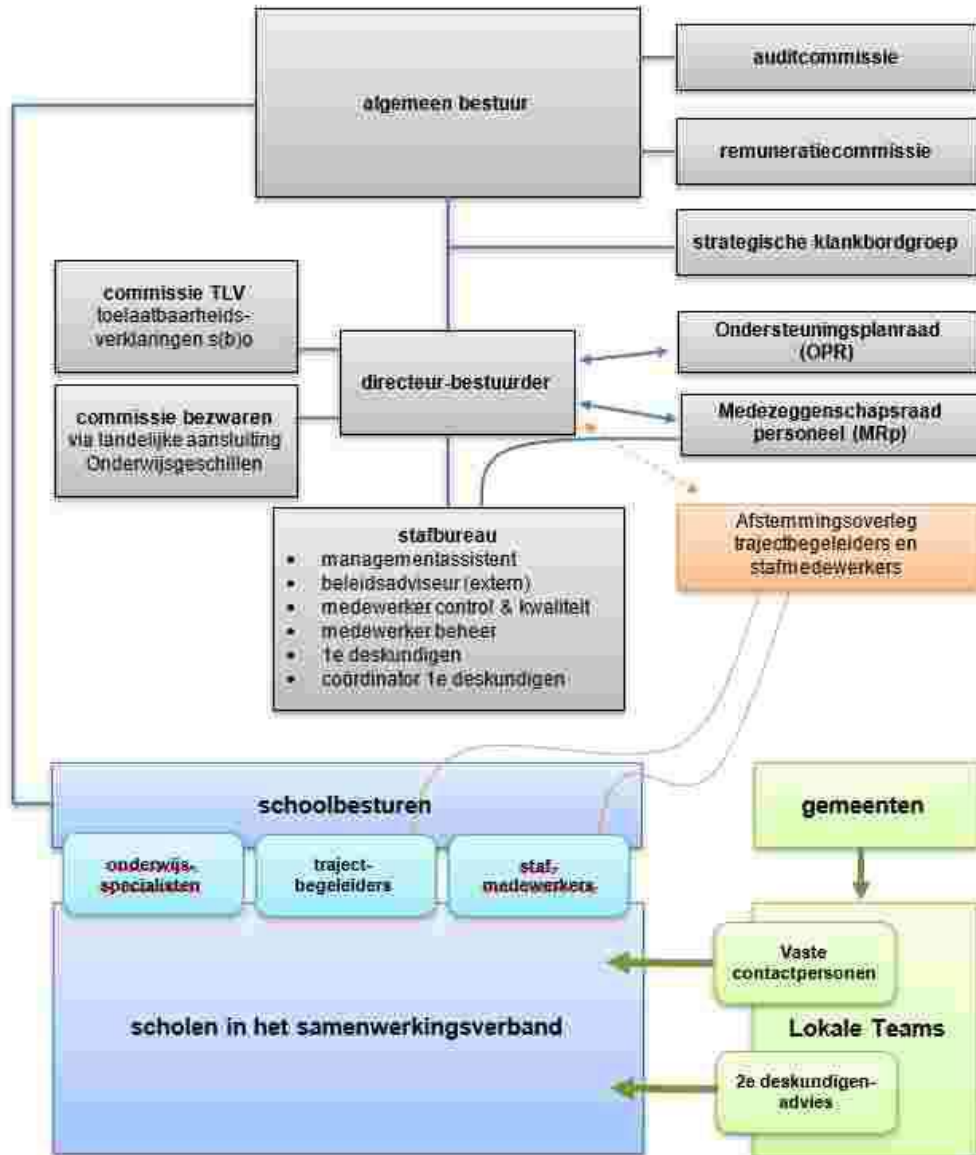 algemeen bestuur
auditcommissie
remuneratiecommissie
strategische klankbordgroep
commissie TLV
toelaatbaarheids-
verklaringen s(b)o
directeur-bestuurder
Ondersteuningsplanraad
(OPR)
commissie bezwaren
via landelijke aansluiting
Onderwijsgeschillen
Medezeggenschapsraad
personeel (MRp)
stafbureau
• managementassistent
• beleidsadviseur (extern)
• medewerker control & kwaliteit
• medewerker beheer
• 1e deskundigen
• coördinator 1e deskundigen
Afstemmingsoverleg
trajectbegeleiders en
stafmedewerkers
schoolbesturen
gemeenten
onderwijs-
specialisten
traject-
begeleiders
staf-
medewerkers
Vaste
contactpersonen
scholen in het samenwerkingsverband
Lokale Teams
2e deskundigen-
advies